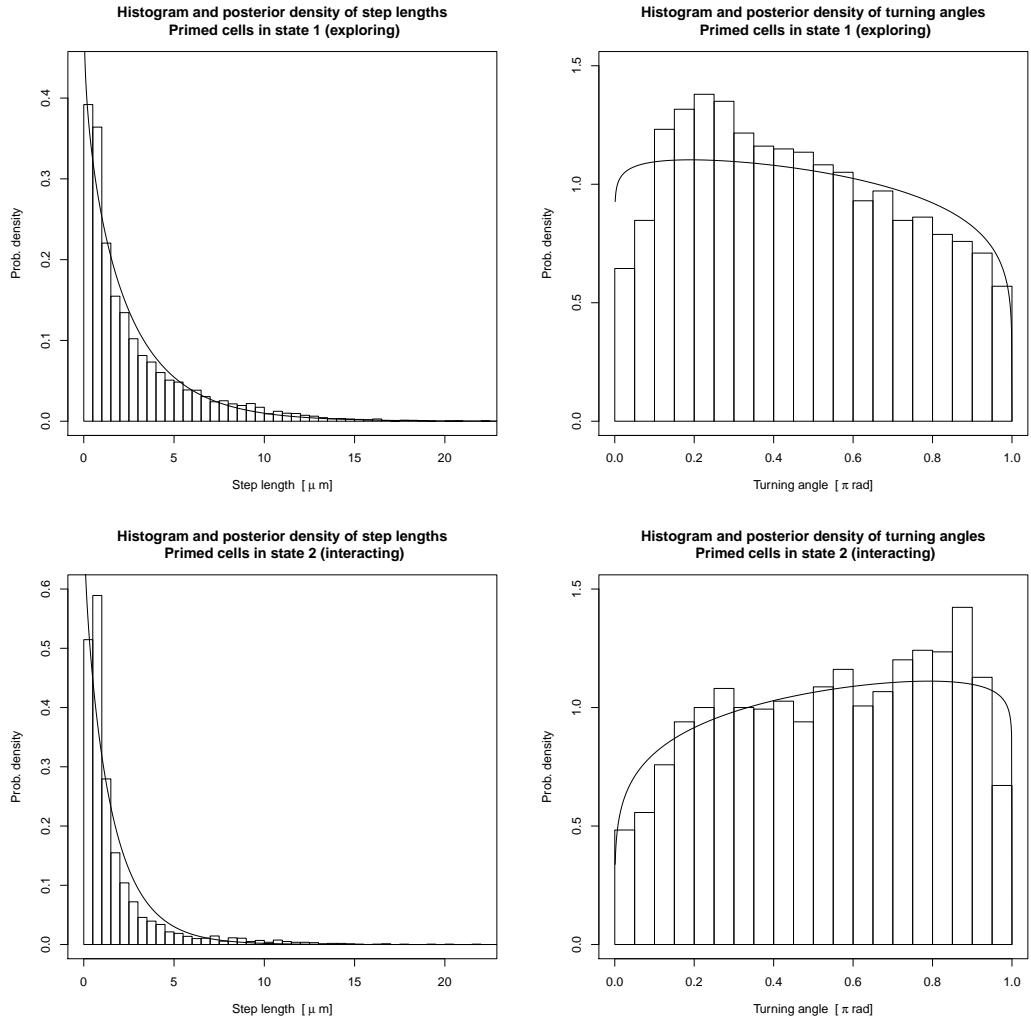 Histogram and posterior density of step lengths
Primed cells in state 1 (exploring)
Prob. density
0.0 0.1 0.2 0.3 0.4
0 5 10 15 20
Step length [ μ m]
Histogram and posterior density of turning angles
Primed cells in state 1 (exploring)
Prob. density
0.0 0.5 1.0 1.5
0.0 0.2 0.4 0.6 0.8 1.0
Turning angle [ π rad]
Histogram and posterior density of step lengths
Primed cells in state 2 (interacting)
Prob. density
0.0 0.1 0.2 0.3 0.4 0.5 0.6
0 5 10 15 20
Step length [ μ m]
Histogram and posterior density of turning angles
Primed cells in state 2 (interacting)
Prob. density
0.0 0.5 1.0 1.5
0.0 0.2 0.4 0.6 0.8 1.0
Turning angle [ π rad]